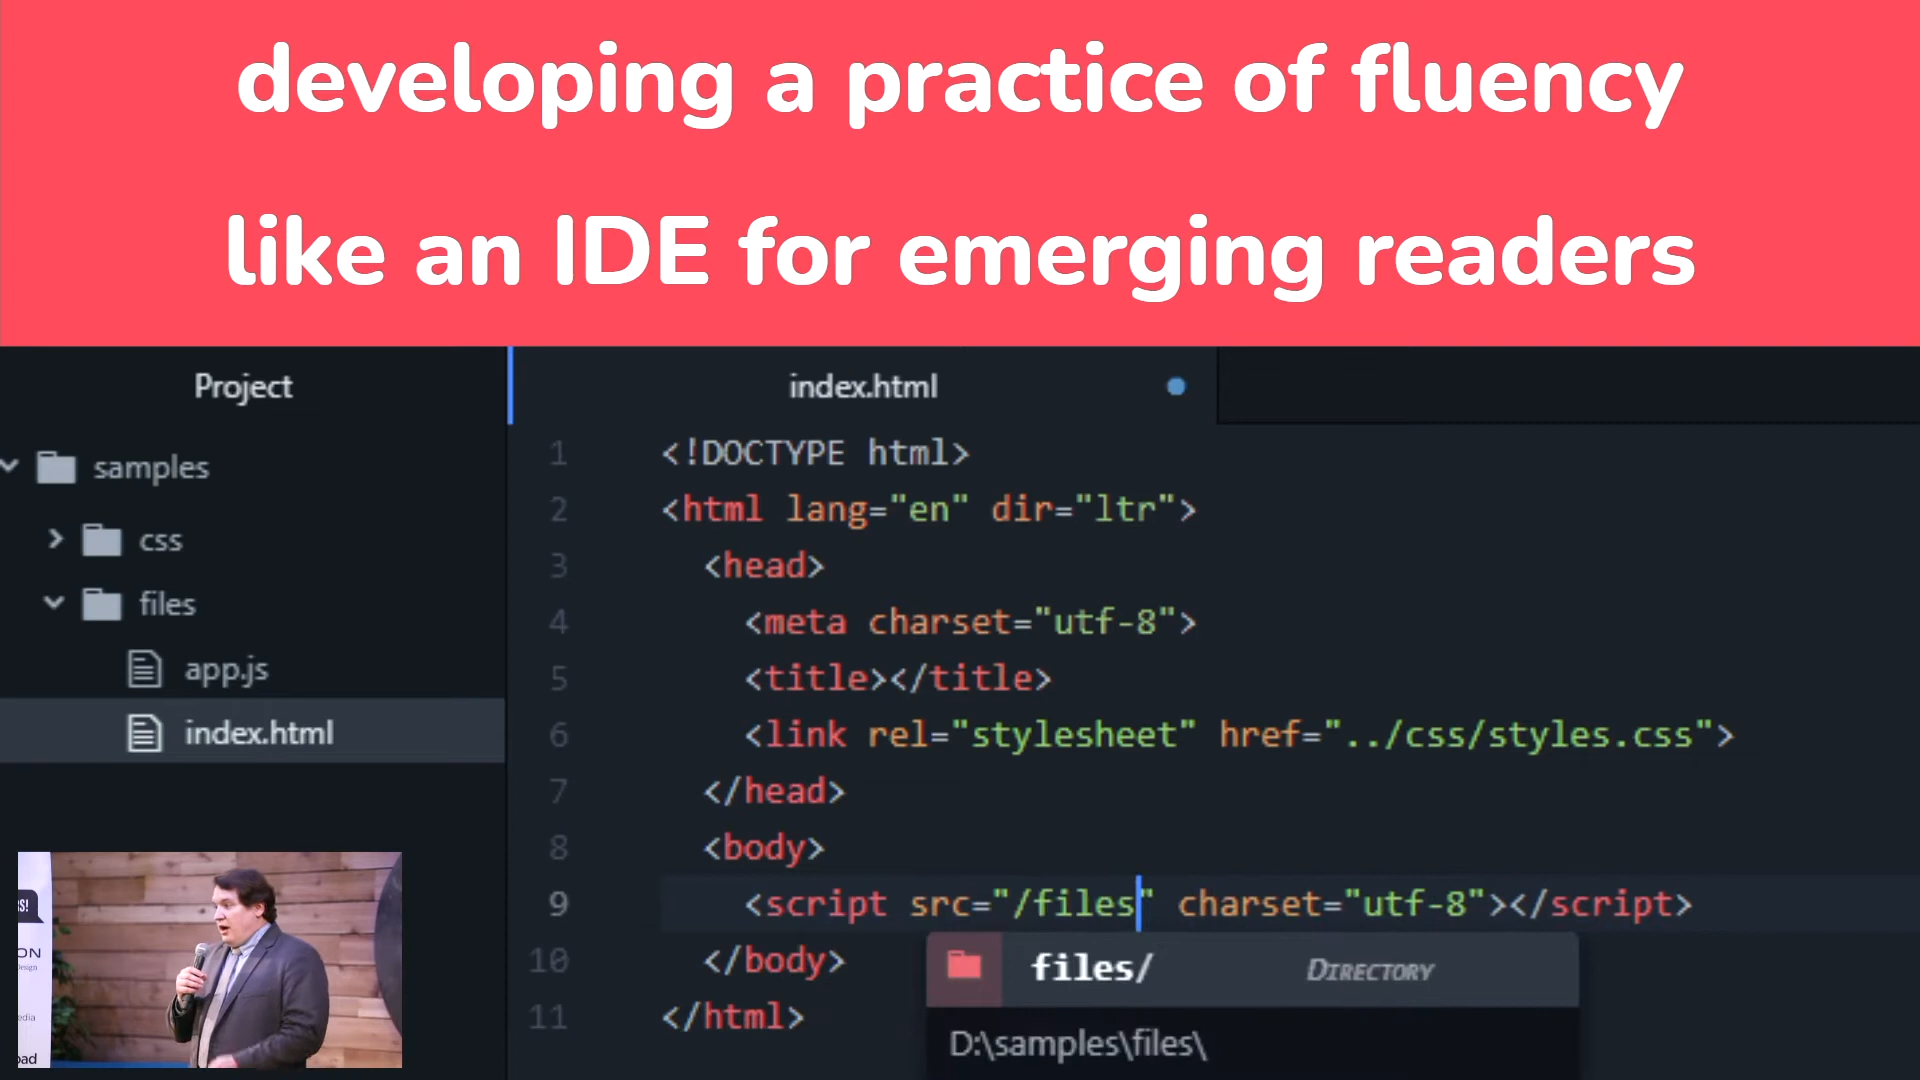 developing a practice of fluency
like an IDE for emerging readers
Project
samples
css
files
app.js
index.html
index.html
1 <!DOCTYPE html>
2 <html lang="en" dir="ltr">
3 <head>
4 <meta charset="utf-8">
5 <title></title>
6 <link rel="stylesheet" href="../css/styles.css">
7 </head>
8 <body>
9 <script src="/files" charset="utf-8"></script>
10 </body>
11 </html>
files/ DIRECTORY
D:\samples\files\
S!
ON
edia
oad